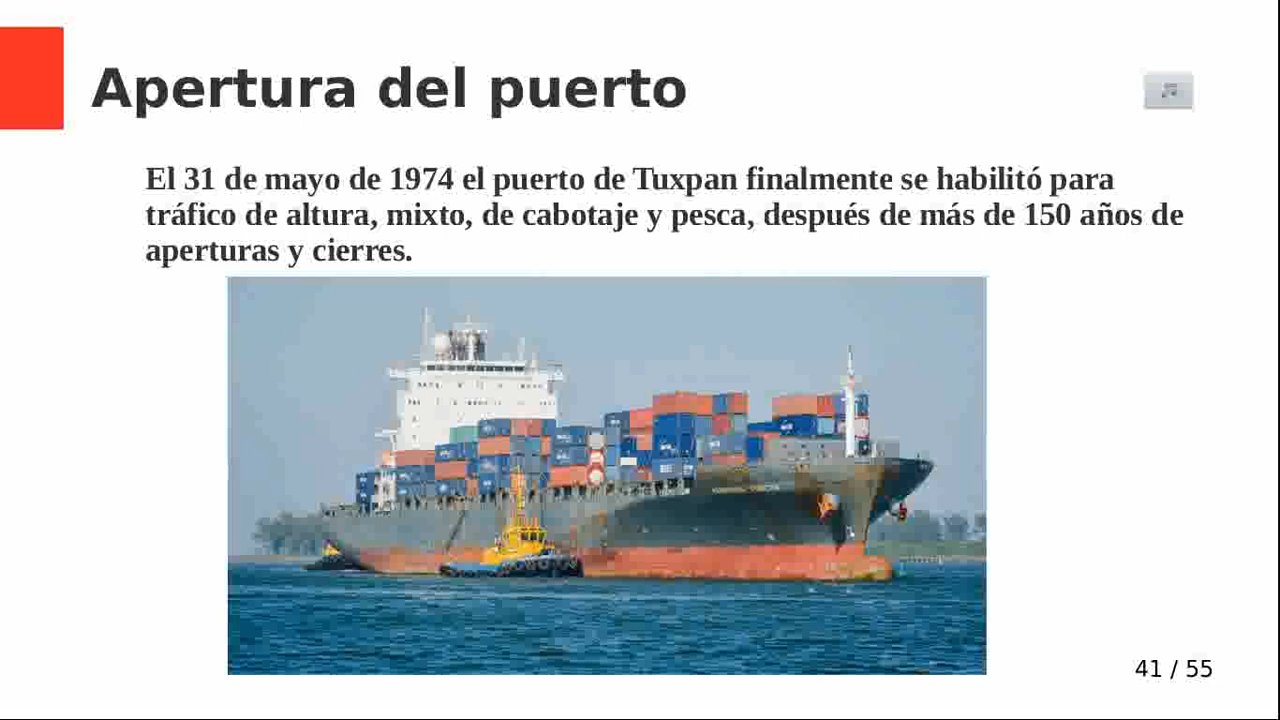 Apertura del puerto
El 31 de mayo de 1974 el puerto de Tuxpan finalmente se habilitó para
tráfico de altura, mixto, de cabotaje y pesca, después de más de 150 años de
aperturas y cierres.
41 / 55